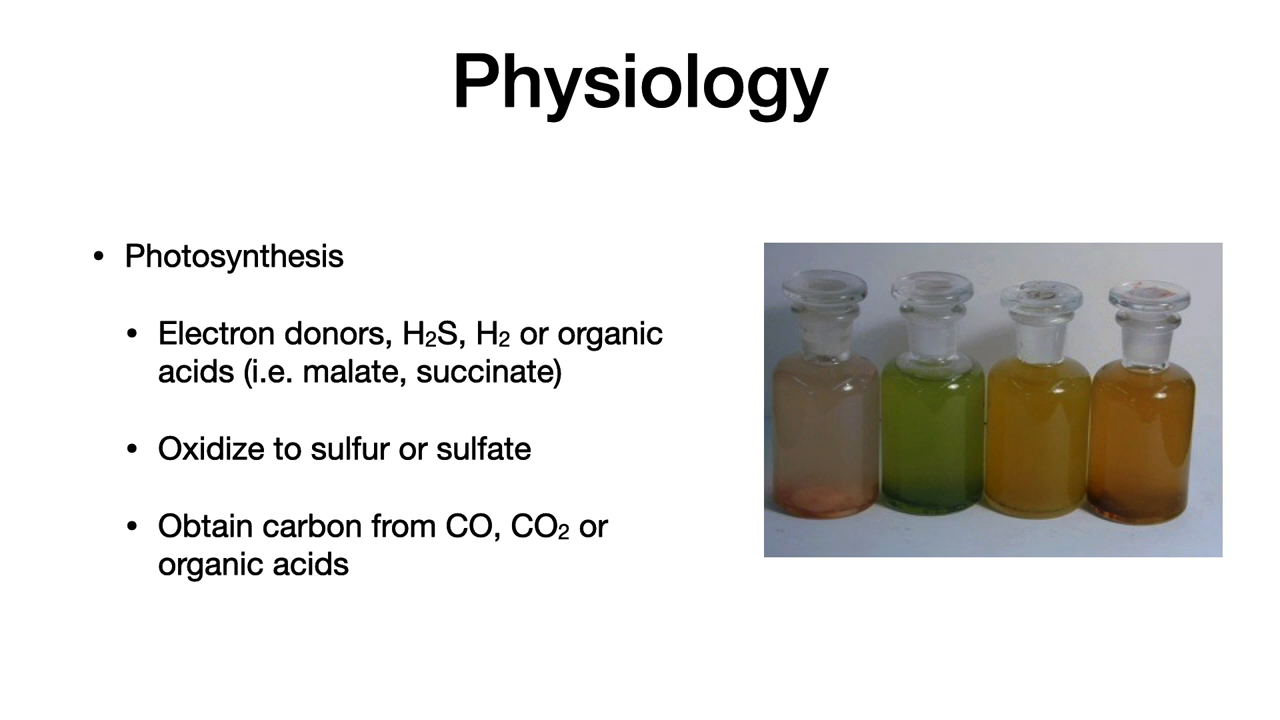 Physiology
• Photosynthesis
• Electron donors, H₂S, H₂ or organic
acids (i.e. malate, succinate)
• Oxidize to sulfur or sulfate
• Obtain carbon from CO, CO₂ or
organic acids